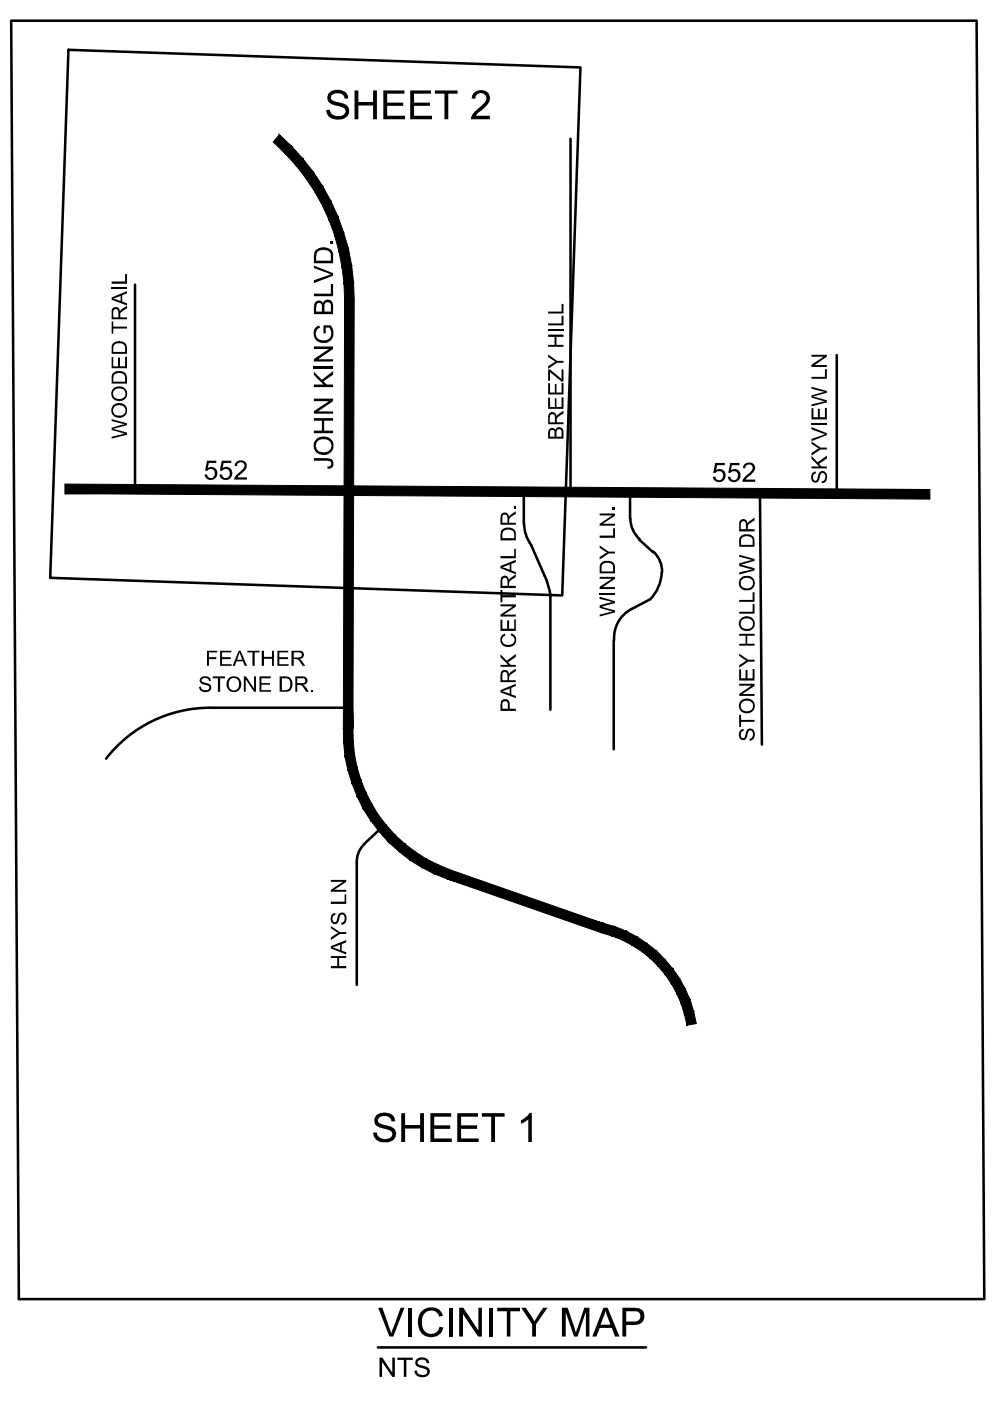 SHEET 2
JOHN KING BLVD.
WOODED TRAIL
BREEZY HILL
SKYVIEW LN
552
552
PARK CENTRAL DR.
WINDY LN.
STONEY HOLLOW DR
FEATHER
STONE DR.
HAYS LN
SHEET 1
VICINITY MAP
NTS